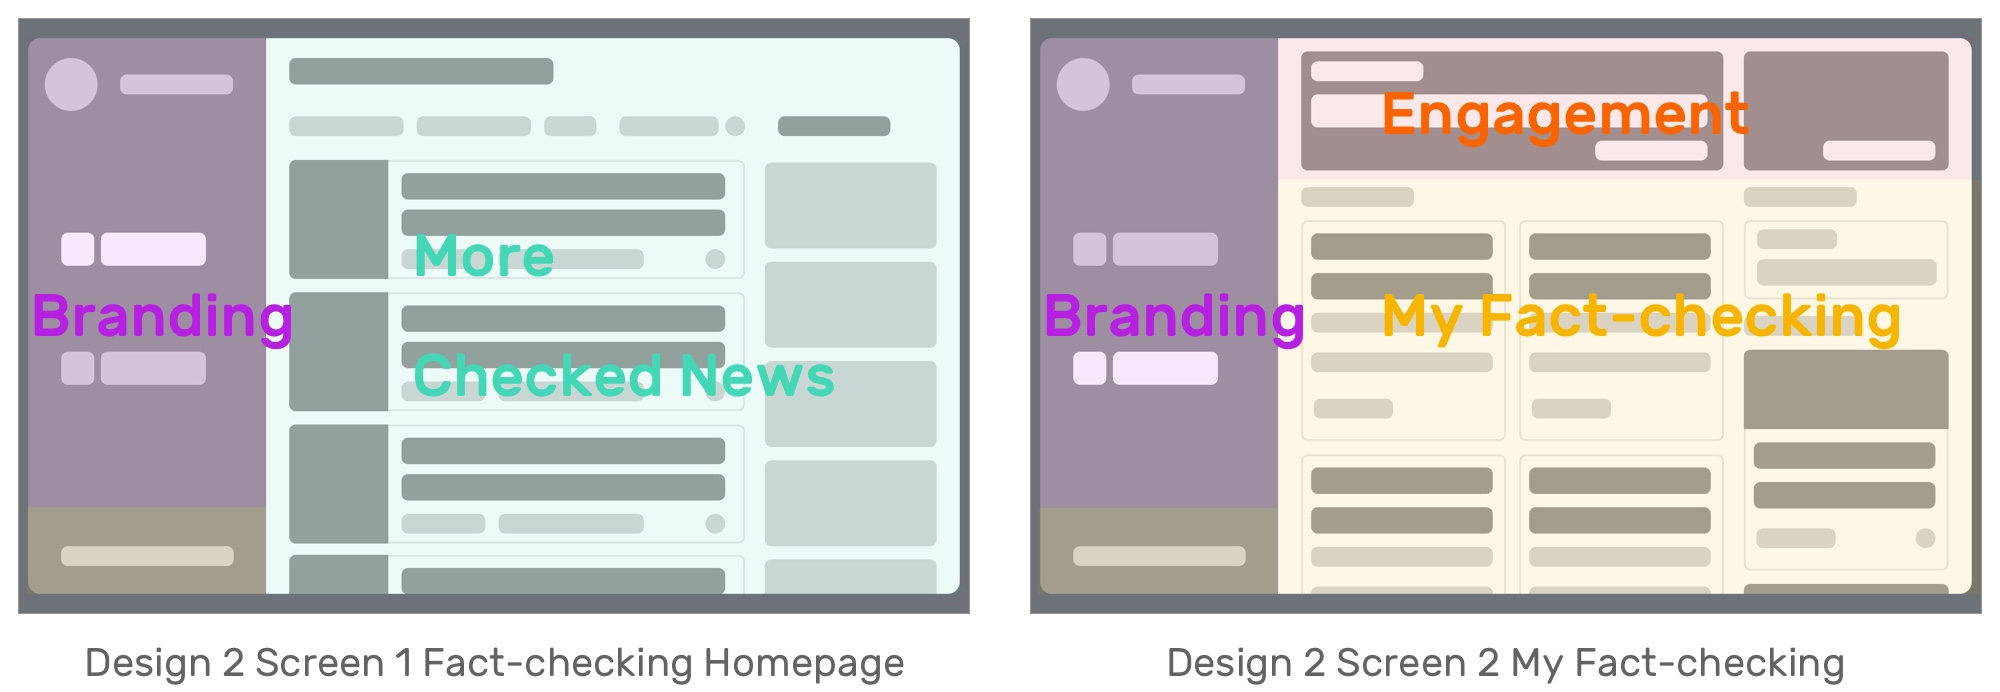 Branding
More
Checked News
Design 2 Screen 1 Fact-checking Homepage
Engagement
Branding
My Fact-checking
Design 2 Screen 2 My Fact-checking